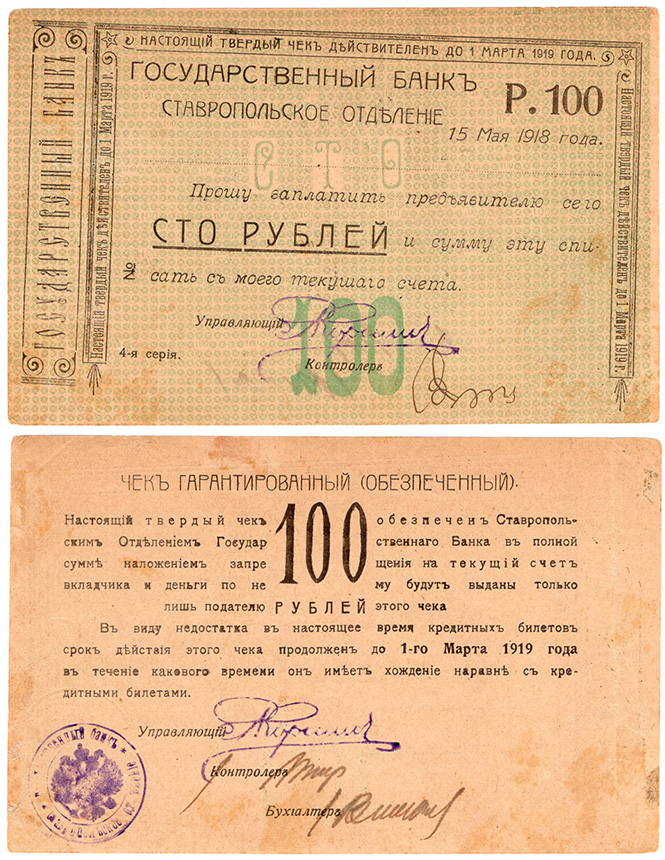 НАСТОЯЩІЙ ТВЕРДЫЙ ЧЕКЪ ДѢЙСТВИТЕЛЕНЪ ДО 1 МАРТА 1919 ГОДА.
ГОСУДАРСТВЕННЫЙ БАНКЪ
Настоящій твердый чекъ дѣйствителенъ до 1 Марта 1919 г.
ГОСУДАРСТВЕННЫЙ БАНКЪ
СТАВРОПОЛЬСКОЕ ОТДѢЛЕНІЕ
Р. 100
15 Мая 1918 года.
СТО
Прошу заплатить предъявителю сего
СТО РУБЛЕЙ и сумму эту спи-
сать съ моего текущаго счета.
№
100
Управляющій
4-я серія.
Контролеръ
Настоящій твердый чекъ дѣйствителенъ до 1 Марта 1919 г.
ЧЕКЪ ГАРАНТИРОВАННЫЙ (ОБЕЗПЕЧЕННЫЙ).
Настоящій твердый чекъ 100 обезпеченъ Ставрополь-
скимъ Отдѣленіемъ Государ ственнаго Банка въ полной
суммѣ наложеніемъ запре щенія на текущій счетъ
вкладчика и деньги по не му будутъ выданы только
лишь подателю РУБЛЕЙ этого чека
Въ виду недостатка въ настоящее время кредитныхъ билетовъ
срокъ дѣйствія этого чека продолженъ до 1-го Марта 1919 года
въ теченіе какового времени онъ имѣетъ хожденіе наравнѣ съ кре-
дитными билетами.
Управляющій
Контролеръ
Бухгалтеръ